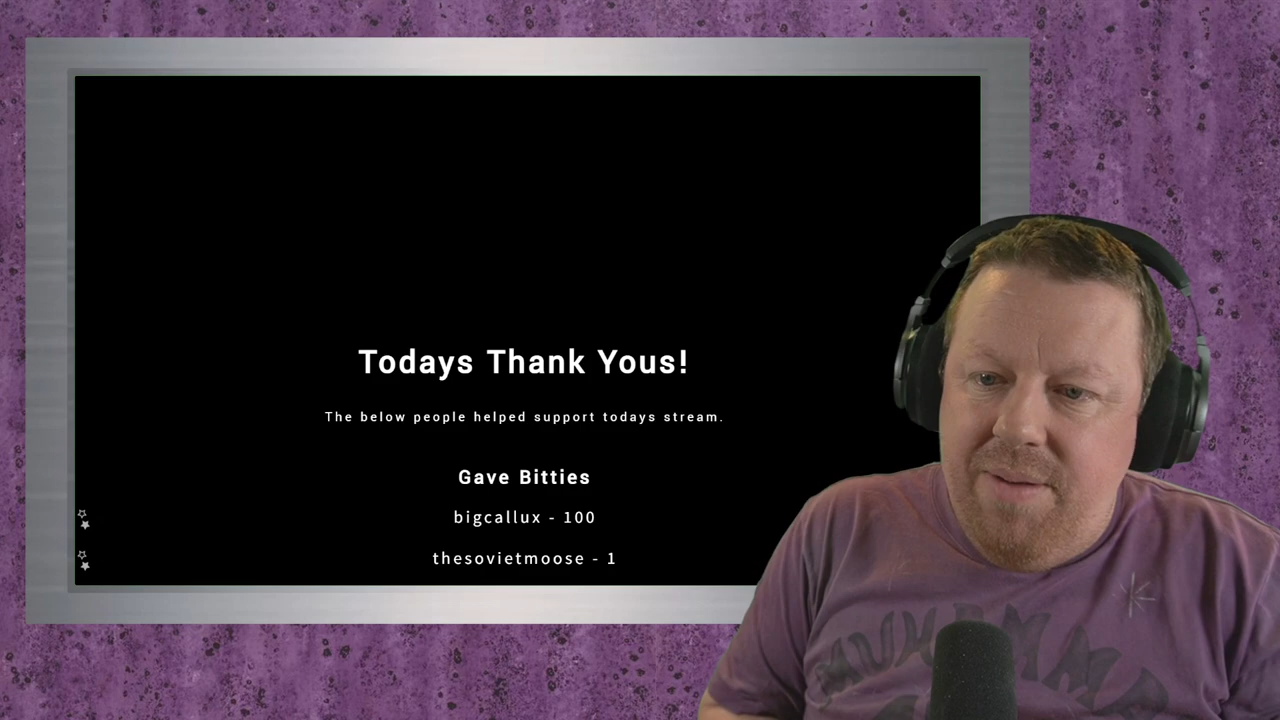 Todays Thank Yous!
The below people helped support todays stream.
Gave Bitties
bigcallux - 100
thesovietmoose - 1